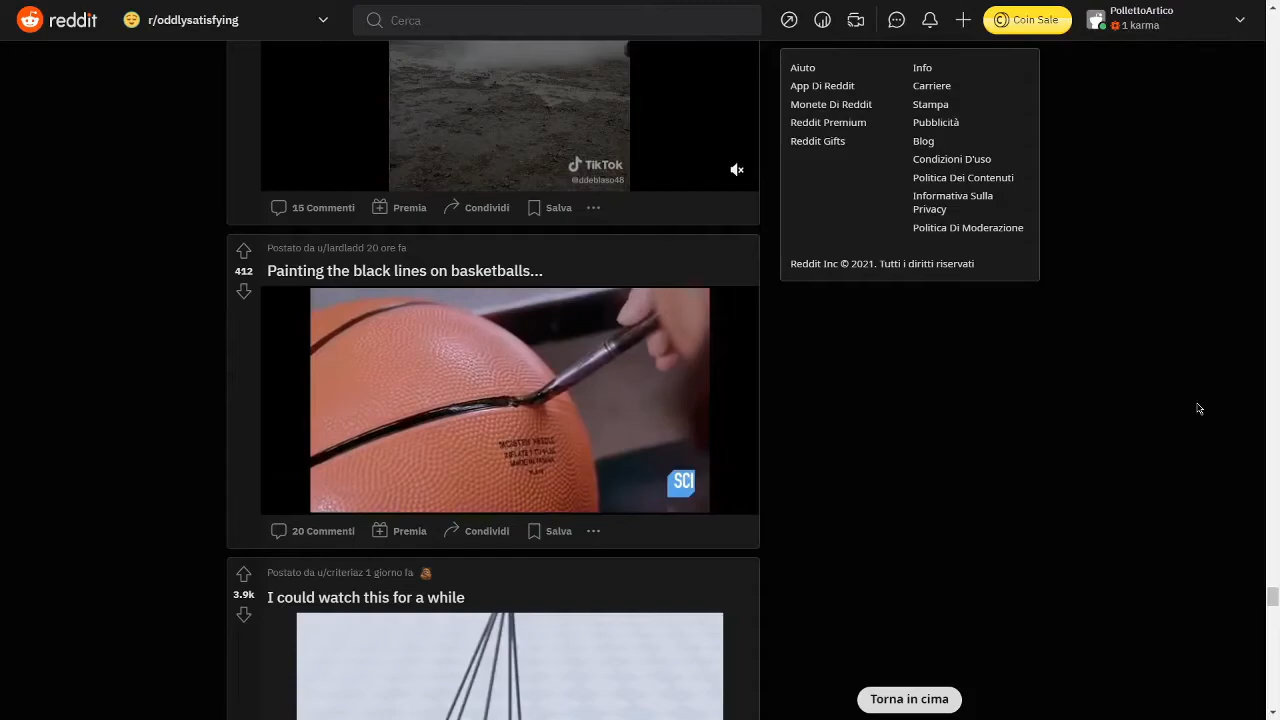 reddit
r/oddlysatisfying
Cerca
Coin Sale
PollettoArtico
1 karma
TikTok
@ddeblaso48
15 Commenti
Premia
Condividi
Salva
Postato da u/lardladd 20 ore fa
412
Painting the black lines on basketballs...
SCI
20 Commenti
Premia
Condividi
Salva
Postato da u/criteriaz 1 giorno fa
3.9k
I could watch this for a while
Aiuto
App Di Reddit
Monete Di Reddit
Reddit Premium
Reddit Gifts
Info
Carriere
Stampa
Pubblicità
Blog
Condizioni D'uso
Politica Dei Contenuti
Informativa Sulla
Privacy
Politica Di Moderazione
Reddit Inc © 2021. Tutti i diritti riservati
Torna in cima